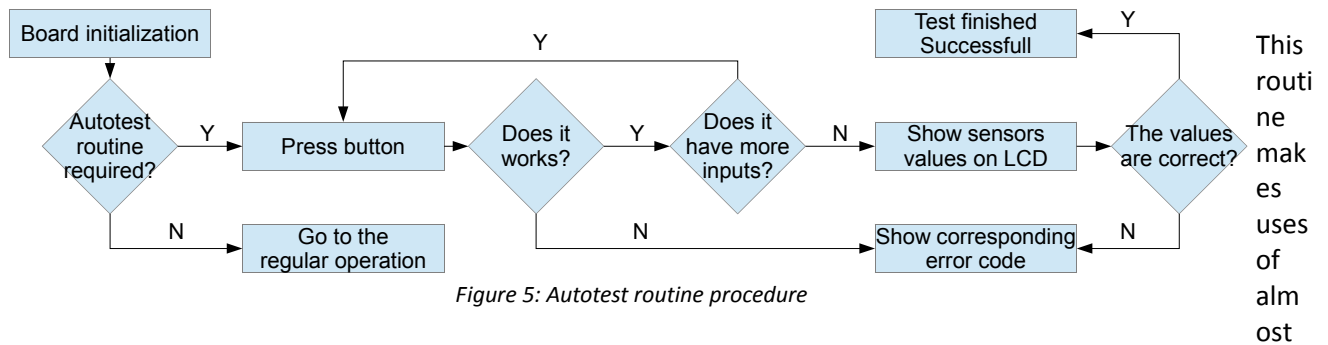 Board initialization
Autotest
routine
required?
Y
N
Press button
Go to the
regular operation
Does it
works?
Y
N
Does it
have more
inputs?
Y
N
Show sensors
values on LCD
The values
are correct?
Y
N
Test finished
Successfull
Show corresponding
error code
Figure 5: Autotest routine procedure
This
routi
ne
mak
es
uses
of
alm
ost